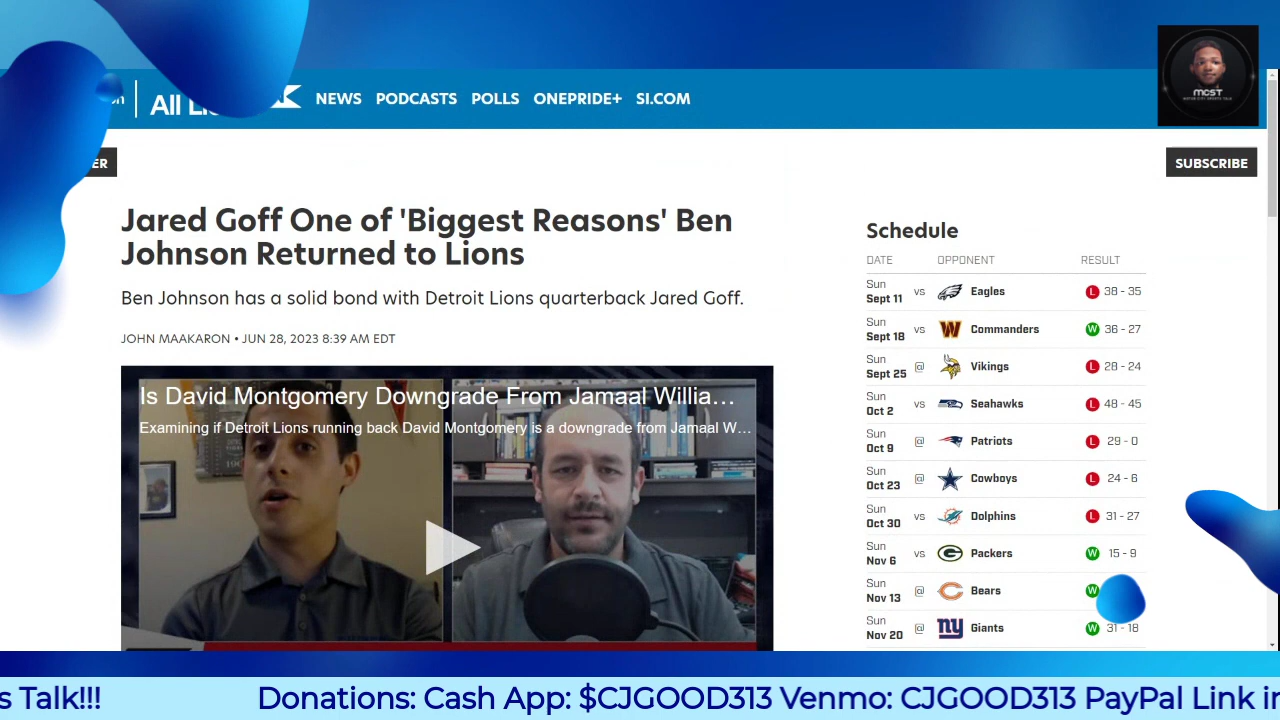 MCST
All Li
NEWS PODCASTS POLLS ONEPRIDE+ SI.COM
ER
SUBSCRIBE
Jared Goff One of 'Biggest Reasons' Ben
Johnson Returned to Lions
Ben Johnson has a solid bond with Detroit Lions quarterback Jared Goff.
JOHN MAAKARON • JUN 28, 2023 8:39 AM EDT
Is David Montgomery Downgrade From Jamaal Willia...
Examining if Detroit Lions running back David Montgomery is a downgrade from Jamaal W...
Schedule
DATE OPPONENT RESULT
Sun Sept 11 vs Eagles L 38 - 35
Sun Sept 18 vs W Commanders W 36 - 27
Sun Sept 25 @ Vikings L 28 - 24
Sun Oct 2 vs Seahawks L 48 - 45
Sun Oct 9 @ Patriots L 29 - 0
Sun Oct 23 @ Cowboys L 24 - 6
Sun Oct 30 vs Dolphins L 31 - 27
Sun Nov 6 vs G Packers W 15 - 9
Sun Nov 13 @ C Bears W
Sun Nov 20 @ ny Giants W 31 - 18
s Talk!!! Donations: Cash App: $CJGOOD313 Venmo: CJGOOD313 PayPal Link in